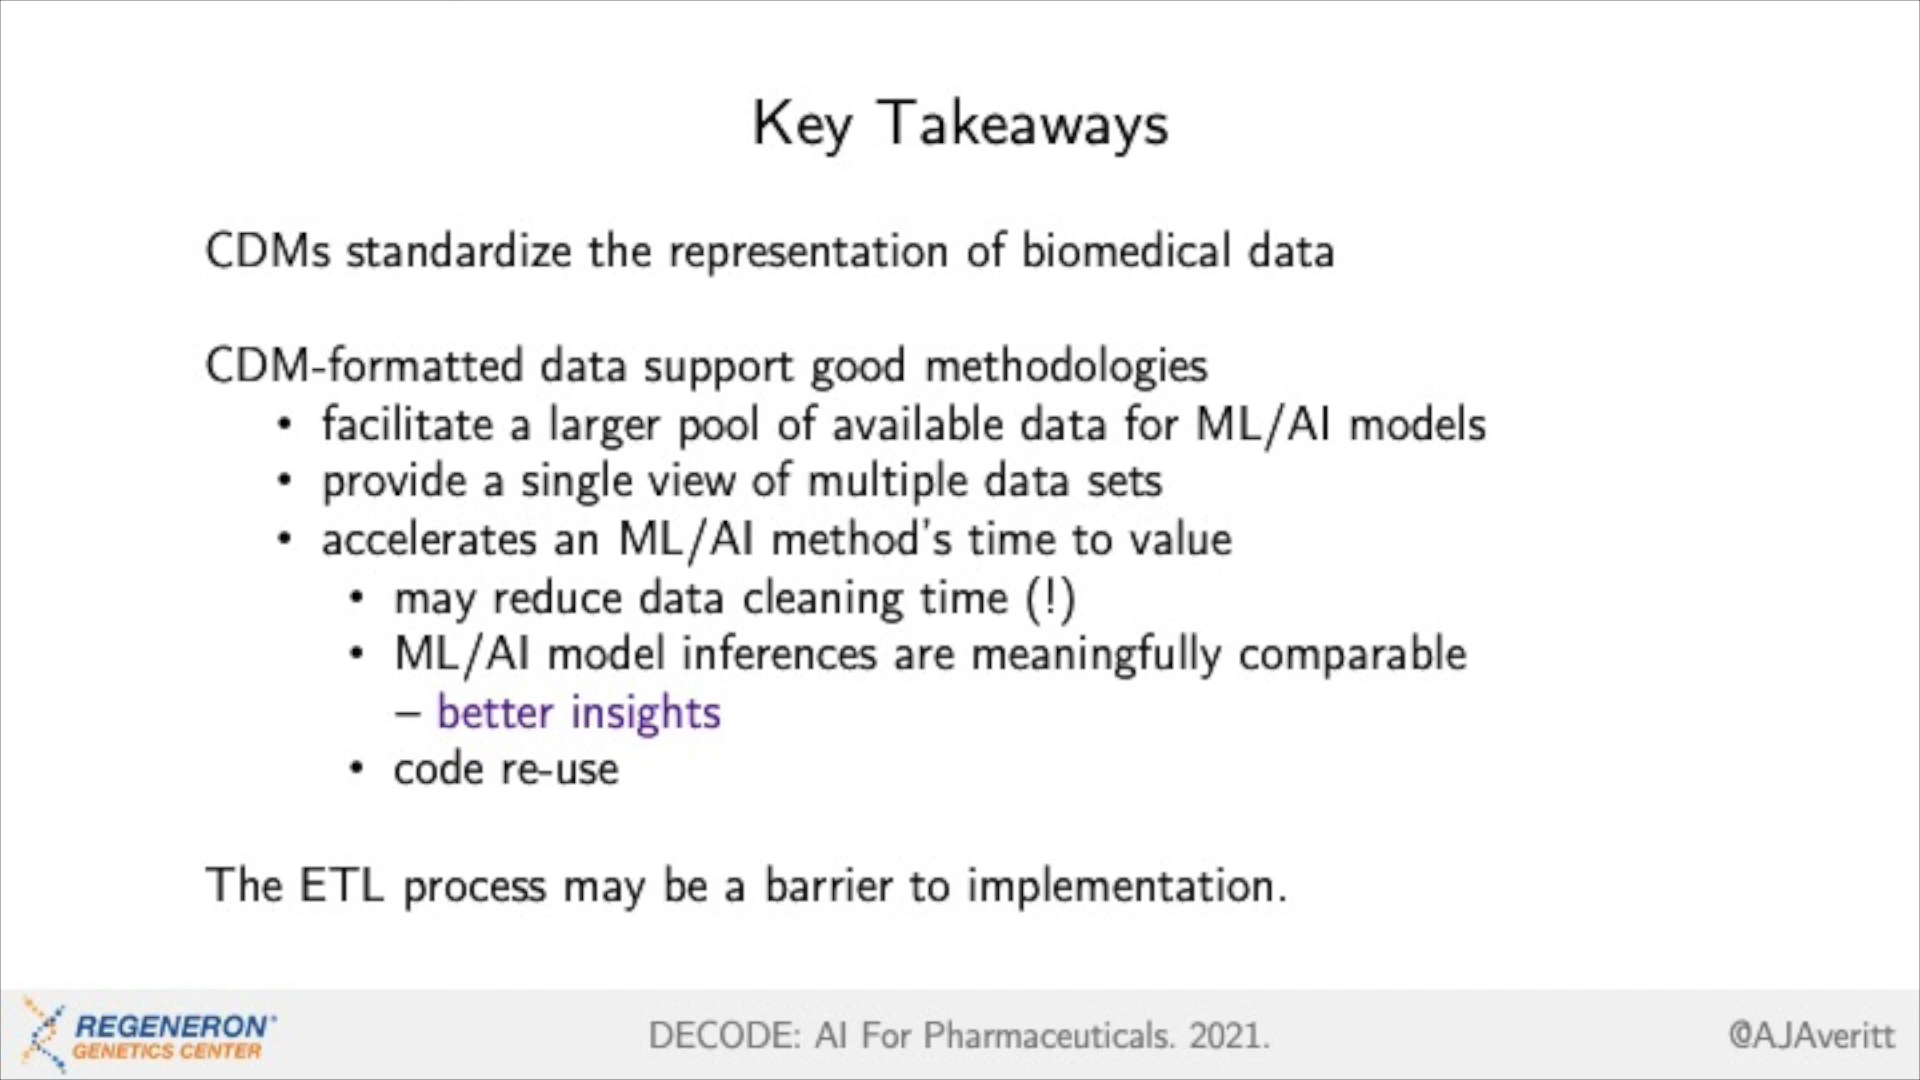 Key Takeaways
CDMs standardize the representation of biomedical data
CDM-formatted data support good methodologies
• facilitate a larger pool of available data for ML/AI models
• provide a single view of multiple data sets
• accelerates an ML/AI method's time to value
• may reduce data cleaning time (!)
• ML/AI model inferences are meaningfully comparable
– better insights
• code re-use
The ETL process may be a barrier to implementation.
REGENERON
GENETICS CENTER
DECODE: AI For Pharmaceuticals. 2021.
@AJAveritt